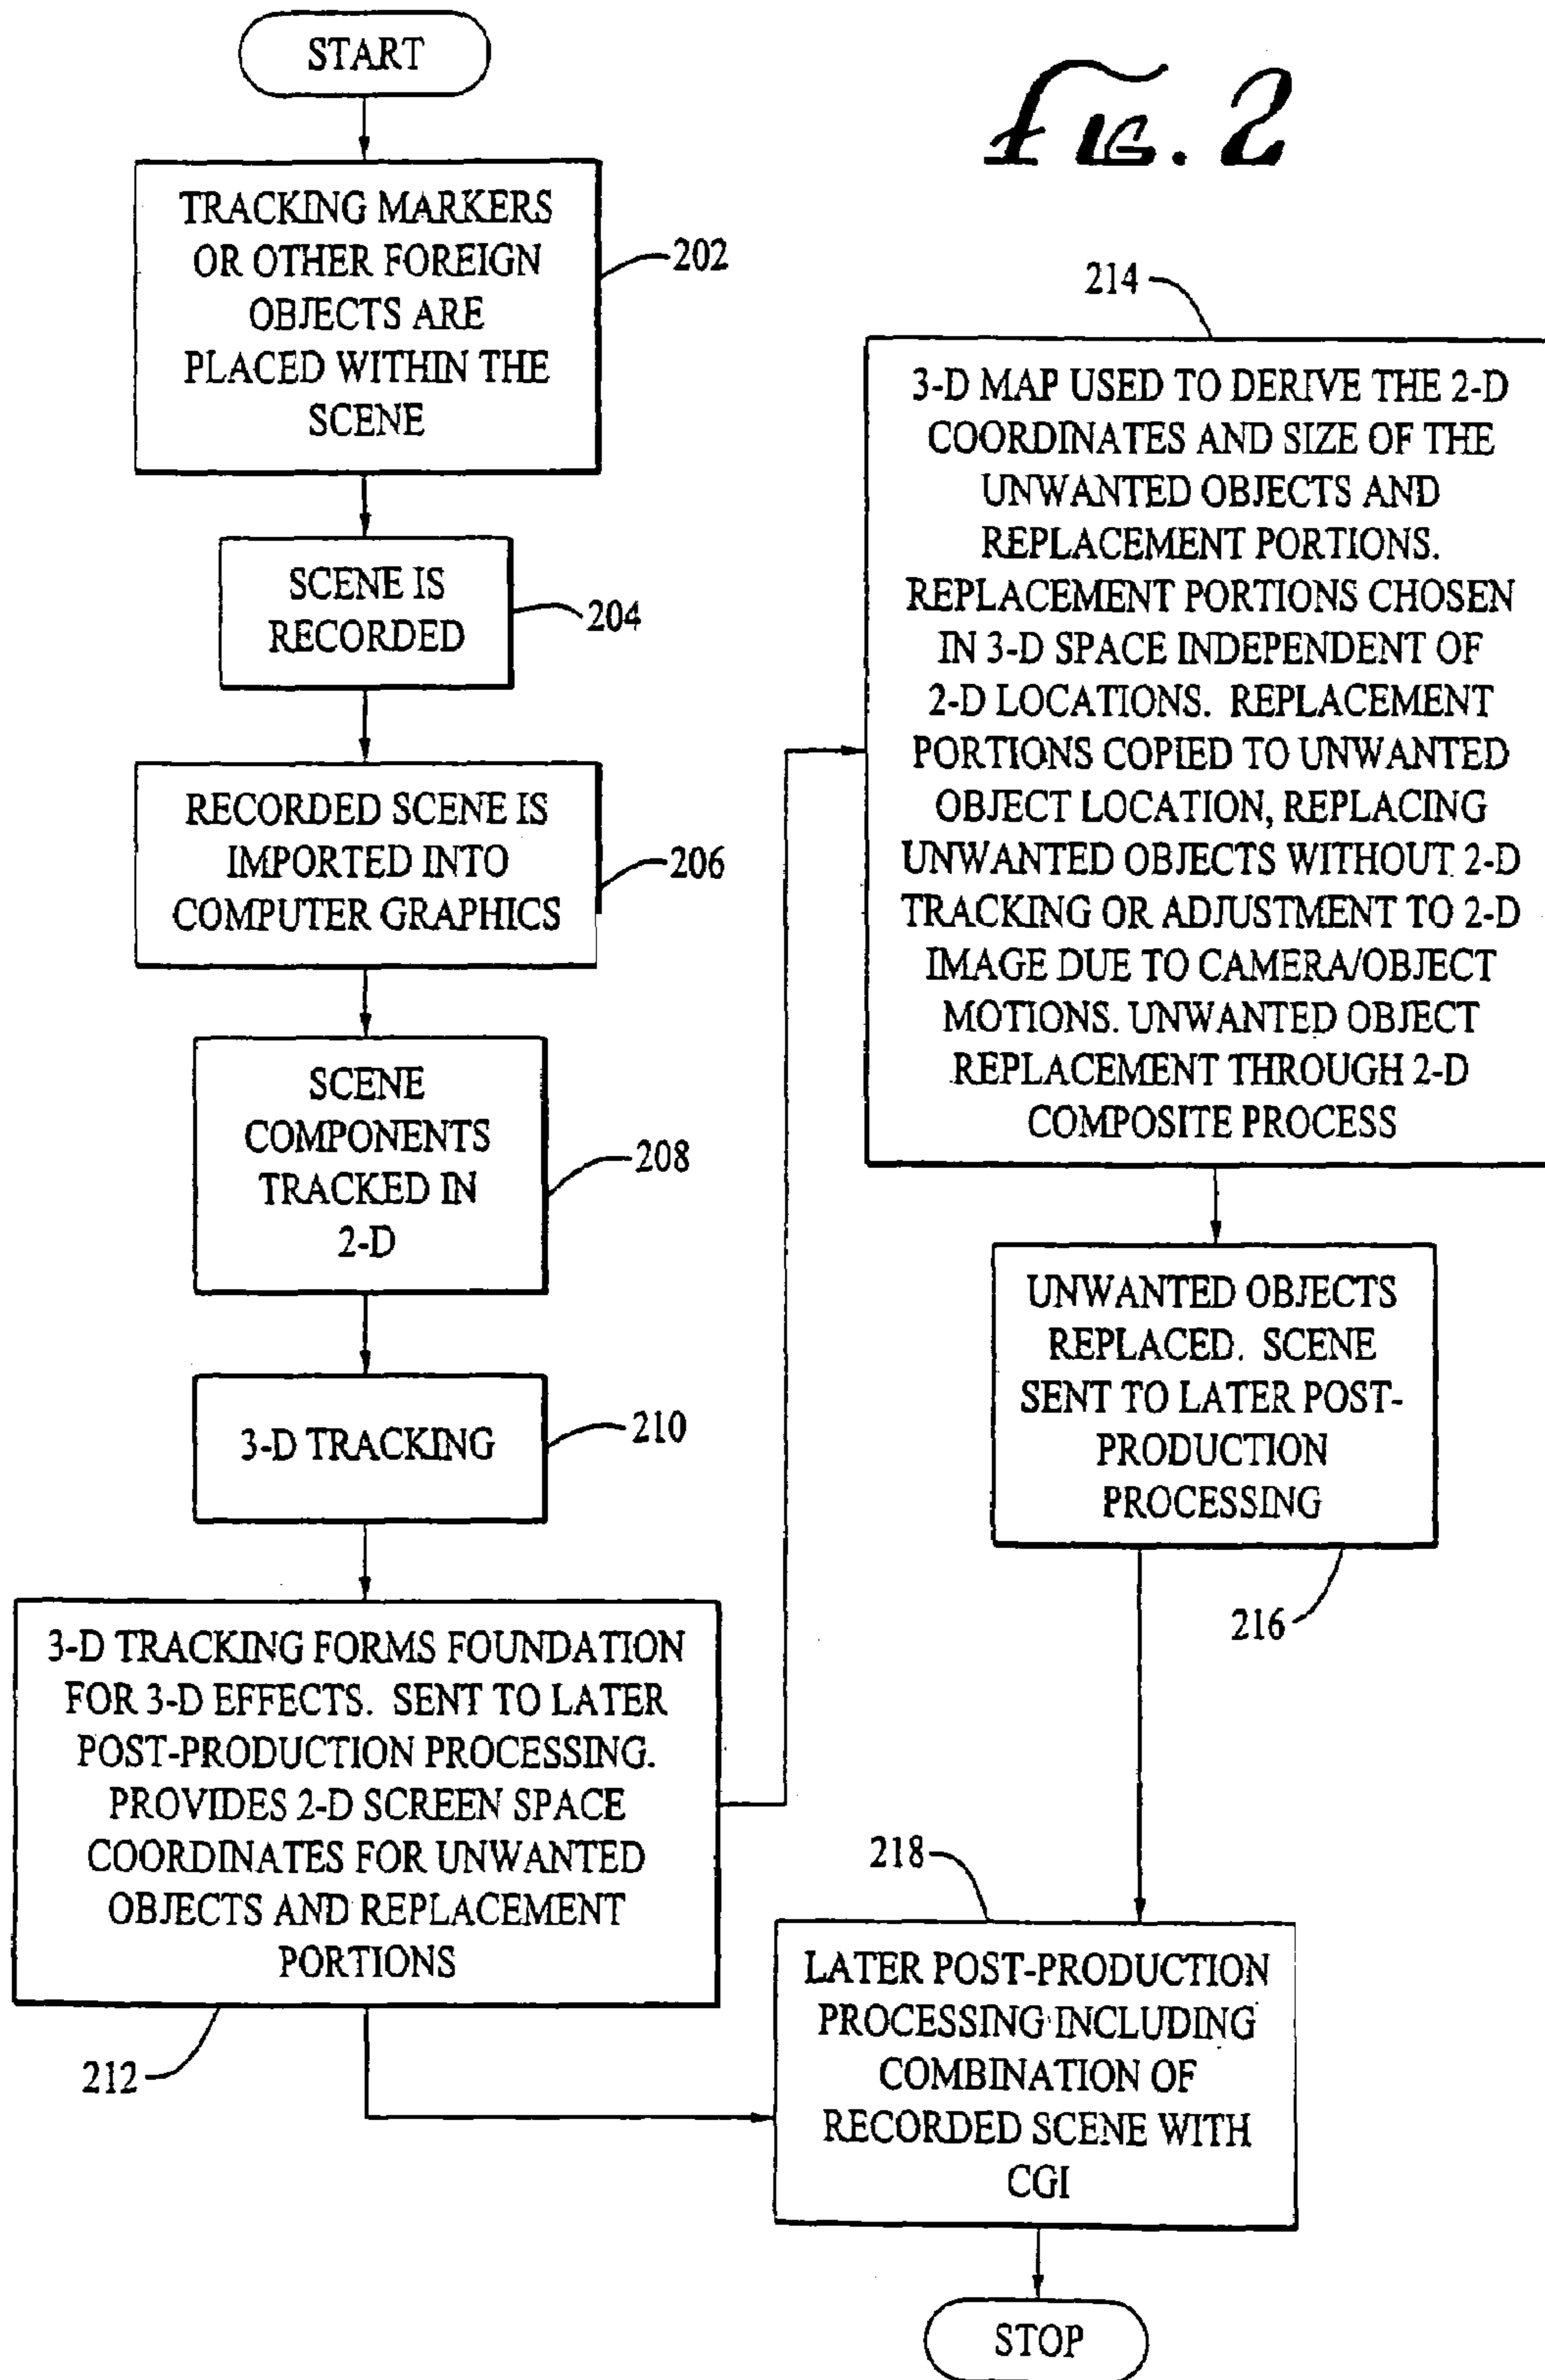 START
FIG. 2
TRACKING MARKERS
OR OTHER FOREIGN
OBJECTS ARE
PLACED WITHIN THE
SCENE
202
SCENE IS
RECORDED
204
RECORDED SCENE IS
IMPORTED INTO
COMPUTER GRAPHICS
206
SCENE
COMPONENTS
TRACKED IN
2-D
208
3-D TRACKING
210
3-D TRACKING FORMS FOUNDATION
FOR 3-D EFFECTS. SENT TO LATER
POST-PRODUCTION PROCESSING.
PROVIDES 2-D SCREEN SPACE
COORDINATES FOR UNWANTED
OBJECTS AND REPLACEMENT
PORTIONS
212
214
3-D MAP USED TO DERIVE THE 2-D
COORDINATES AND SIZE OF THE
UNWANTED OBJECTS AND
REPLACEMENT PORTIONS.
REPLACEMENT PORTIONS CHOSEN
IN 3-D SPACE INDEPENDENT OF
2-D LOCATIONS. REPLACEMENT
PORTIONS COPIED TO UNWANTED
OBJECT LOCATION, REPLACING
UNWANTED OBJECTS WITHOUT 2-D
TRACKING OR ADJUSTMENT TO 2-D
IMAGE DUE TO CAMERA/OBJECT
MOTIONS. UNWANTED OBJECT
REPLACEMENT THROUGH 2-D
COMPOSITE PROCESS
UNWANTED OBJECTS
REPLACED. SCENE
SENT TO LATER POST-
PRODUCTION
PROCESSING
216
218
LATER POST-PRODUCTION
PROCESSING INCLUDING
COMBINATION OF
RECORDED SCENE WITH
CGI
STOP